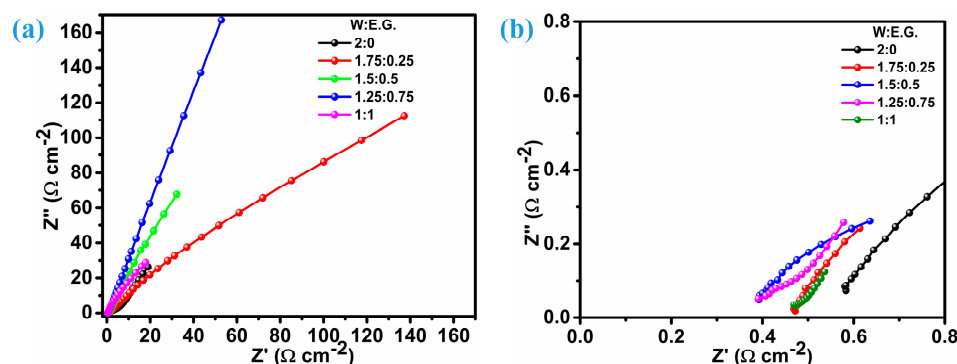 (a)
W:E.G.
2:0
1.75:0.25
1.5:0.5
1.25:0.75
1:1
160
140
120
100
80
60
40
20
0
Z'' (Ω cm⁻²)
0 20 40 60 80 100 120 140 160
Z' (Ω cm⁻²)
(b)
W:E.G.
2:0
1.75:0.25
1.5:0.5
1.25:0.75
1:1
0.8
0.6
0.4
0.2
0.0
Z'' (Ω cm⁻²)
0.0 0.2 0.4 0.6 0.8
Z' (Ω cm⁻²)